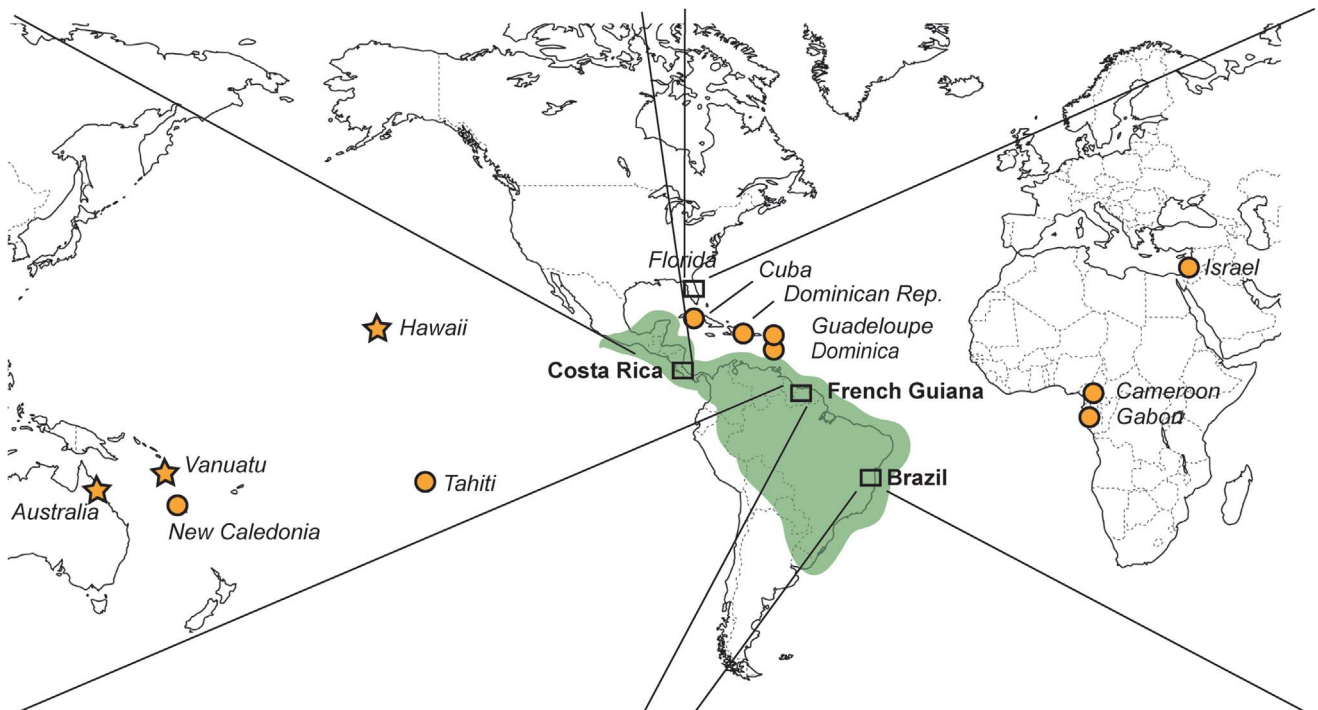 Florida
Cuba
Dominican Rep.
Guadeloupe
Dominica
Israel
Hawaii
Costa Rica
French Guiana
Cameroon
Gabon
Vanuatu
Tahiti
Brazil
Australia
New Caledonia